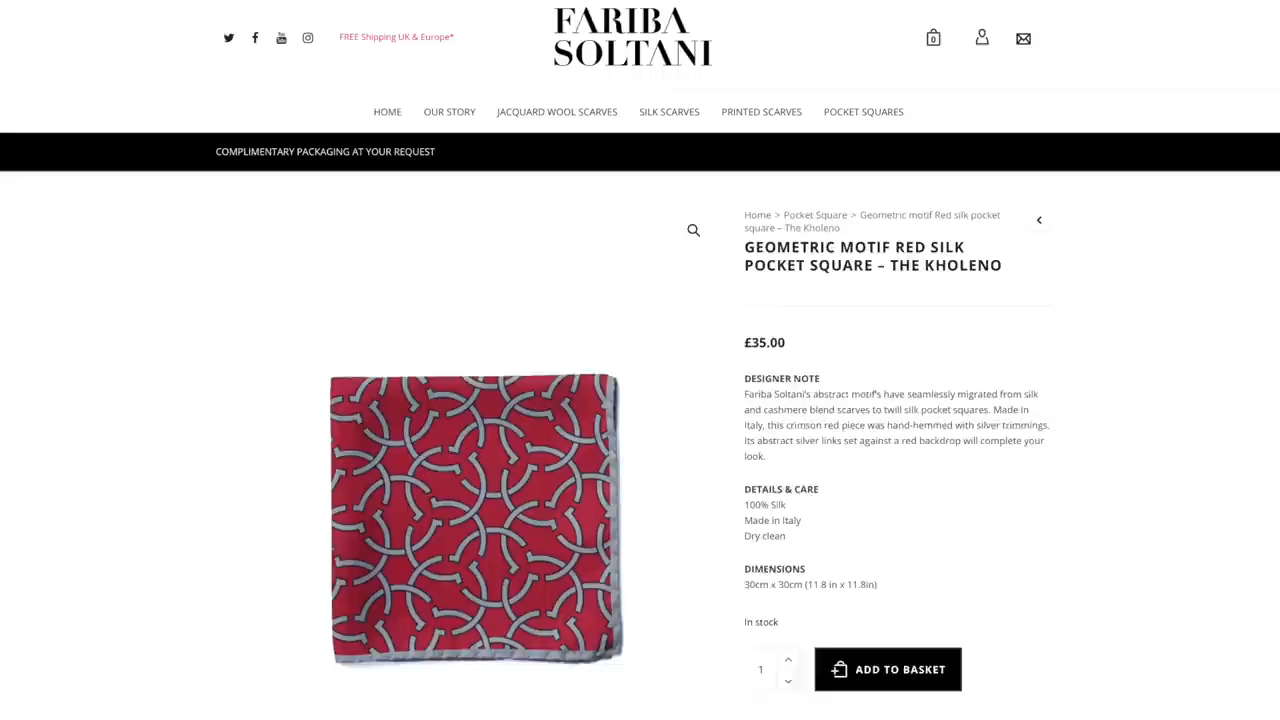 FREE Shipping UK & Europe*
FARIBA
SOLTANI
0
HOME OUR STORY JACQUARD WOOL SCARVES SILK SCARVES PRINTED SCARVES POCKET SQUARES
COMPLIMENTARY PACKAGING AT YOUR REQUEST
Home > Pocket Square > Geometric motif Red silk pocket
square – The Kholeno
GEOMETRIC MOTIF RED SILK
POCKET SQUARE – THE KHOLENO
£35.00
DESIGNER NOTE
Fariba Soltani's abstract motif's have seamlessly migrated from silk
and cashmere blend scarves to twill silk pocket squares. Made in
Italy, this crimson red piece was hand-hemmed with silver trimmings.
Its abstract silver links set against a red backdrop will complete your
look.
DETAILS & CARE
100% Silk
Made in Italy
Dry clean
DIMENSIONS
30cm x 30cm (11.8 in x 11.8in)
In stock
1
ADD TO BASKET